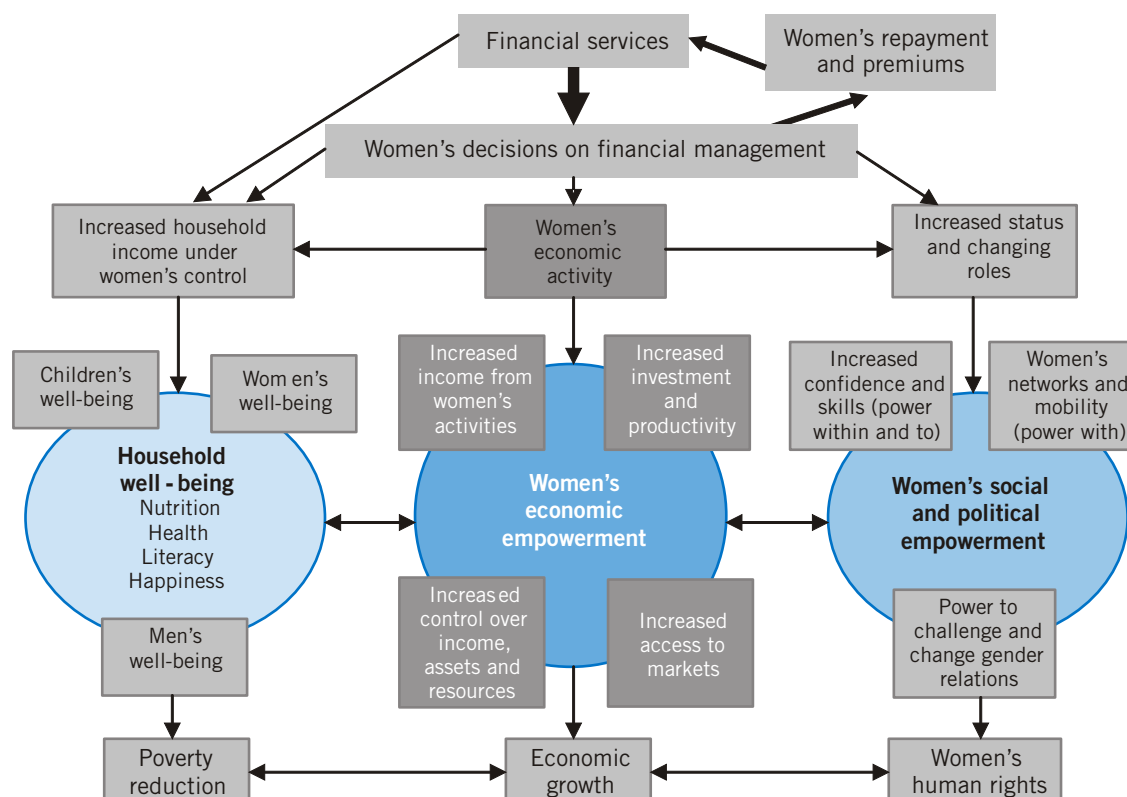 Financial services
Women's repayment
and premiums
Women's decisions on financial management
Increased household
income under
women's control
Women's
economic
activity
Increased status
and changing
roles
Children's
well-being
Wom en's
well-being
Increased
income from
women's
activities
Increased
investment
and
productivity
Increased
confidence and
skills (power
within and to)
Women's
networks and
mobility
(power with)
Household
well - being
Nutrition
Health
Literacy
Happiness
Women's
economic
empowerment
Women's social
and political
empowerment
Men's
well-being
Increased
control over
income,
assets and
resources
Increased
access to
markets
Power to
challenge and
change gender
relations
Poverty
reduction
Economic
growth
Women's
human rights